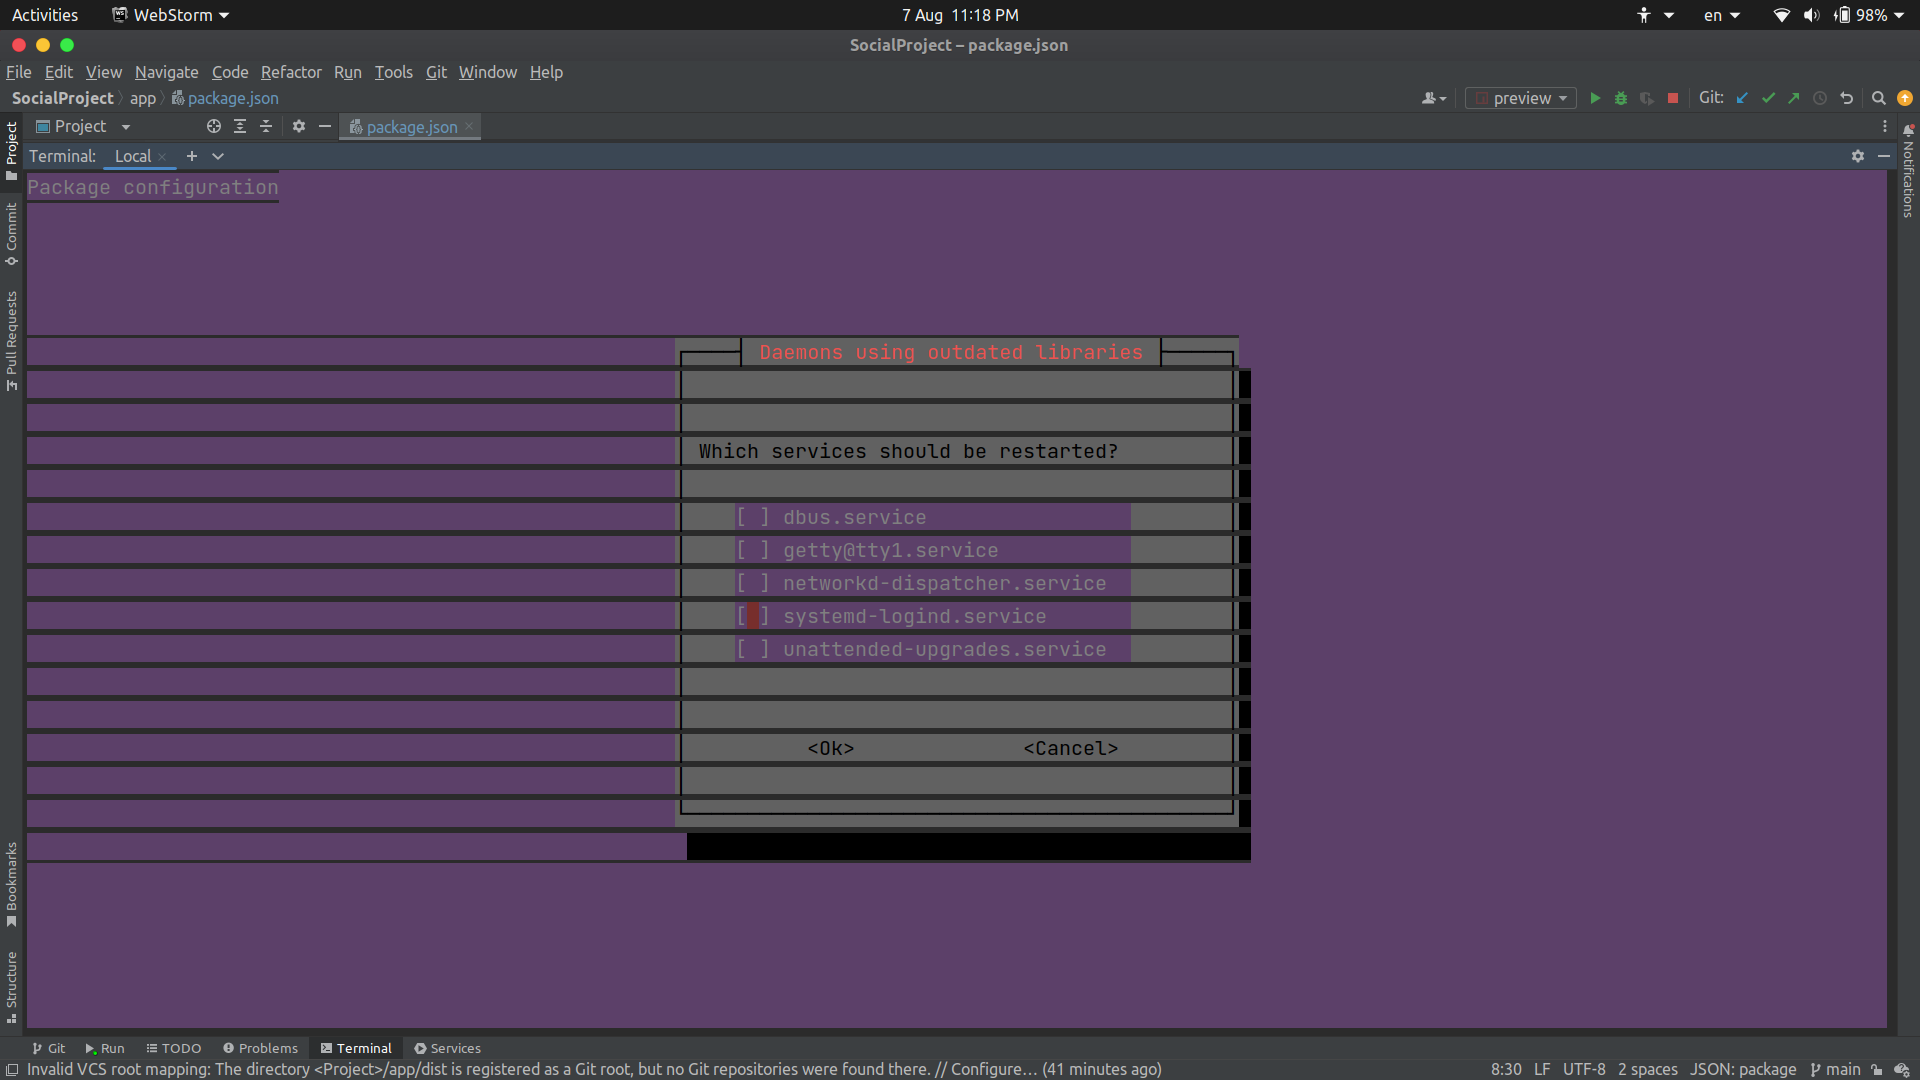 Activities WebStorm 7 Aug 11:18 PM en 98%
SocialProject – package.json
File Edit View Navigate Code Refactor Run Tools Git Window Help
SocialProject app package.json preview Git:
Project package.json
Terminal: Local
Package configuration
Daemons using outdated libraries
Which services should be restarted?
[ ] dbus.service
[ ] getty@tty1.service
[ ] networkd-dispatcher.service
[ ] systemd-logind.service
[ ] unattended-upgrades.service
<Ok> <Cancel>
Project
Commit
Pull Requests
Bookmarks
Structure
Notifications
Git Run TODO Problems Terminal Services
Invalid VCS root mapping: The directory <Project>/app/dist is registered as a Git root, but no Git repositories were found there. // Configure... (41 minutes ago) 8:30 LF UTF-8 2 spaces JSON: package main